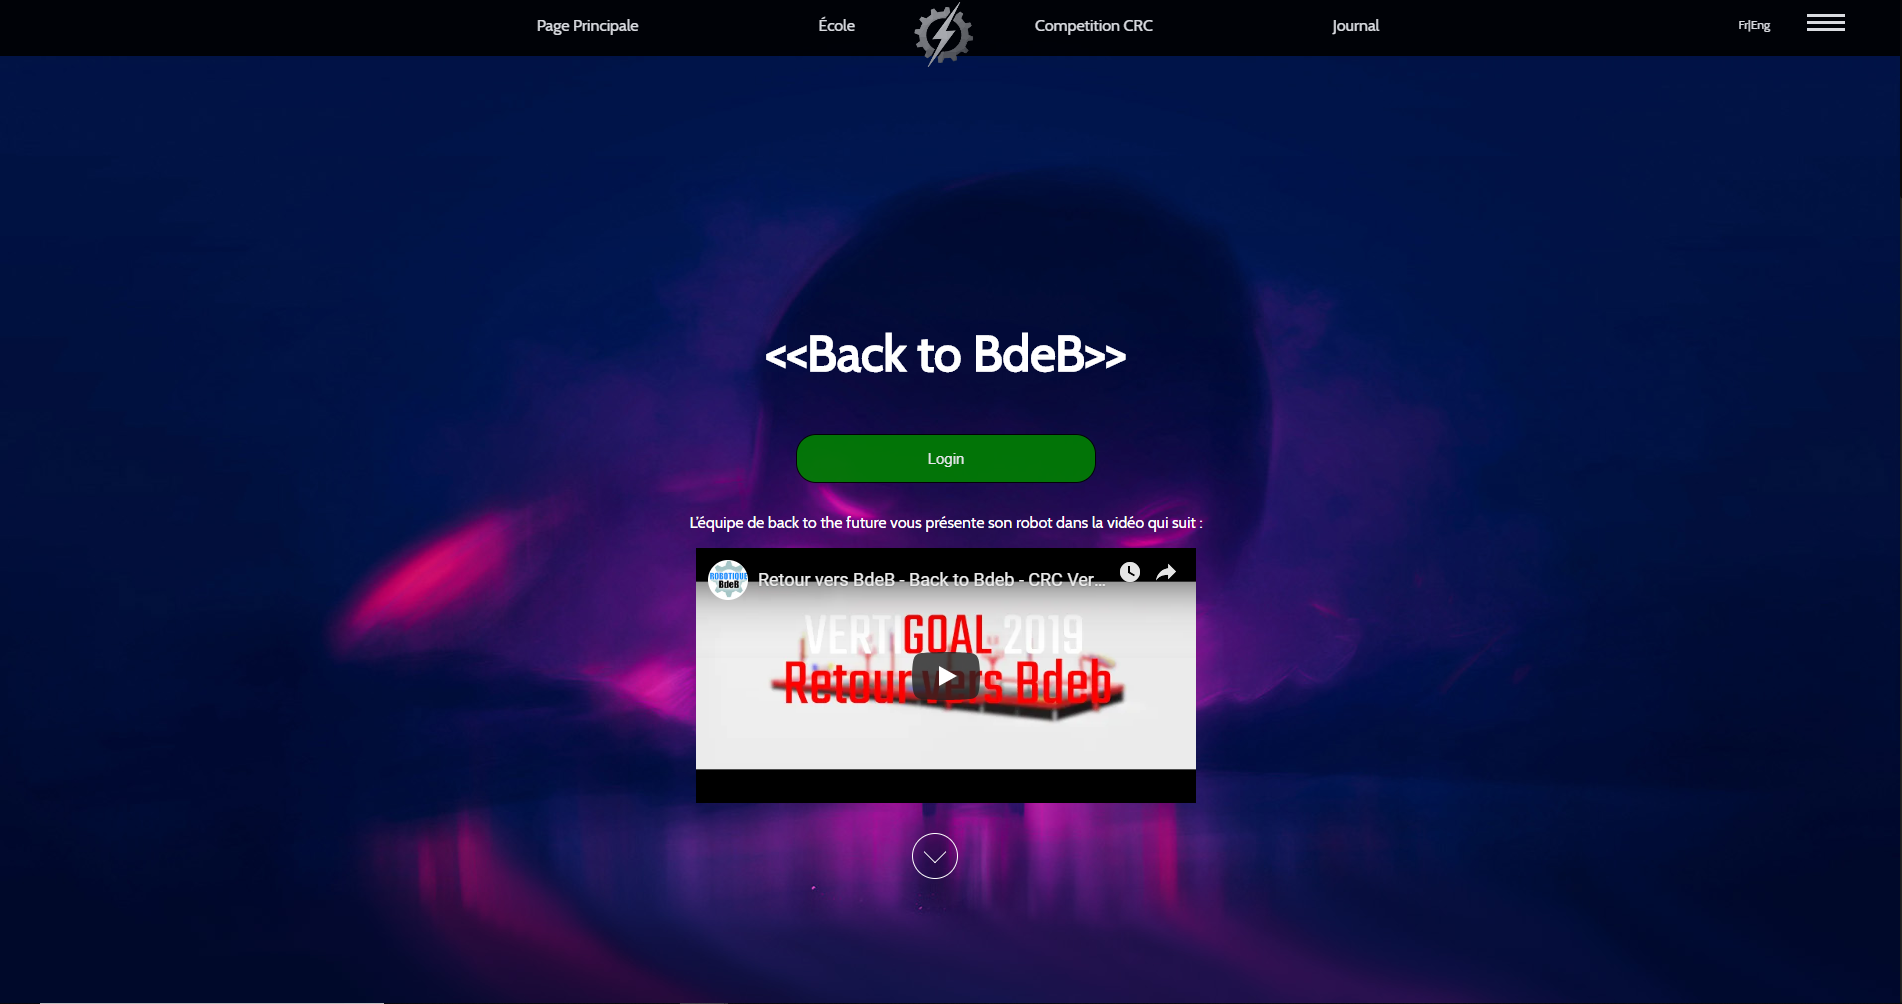 Page Principale
École
Competition CRC
Journal
Fr|Eng
<<Back to BdeB>>
Login
L'équipe de back to the future vous présente son robot dans la vidéo qui suit :
ROBOTIQUE
BdeB
Retour vers BdeB - Back to Bdeb - CRC Ver...
VERTIGOAL 2019
Retour vers Bdeb